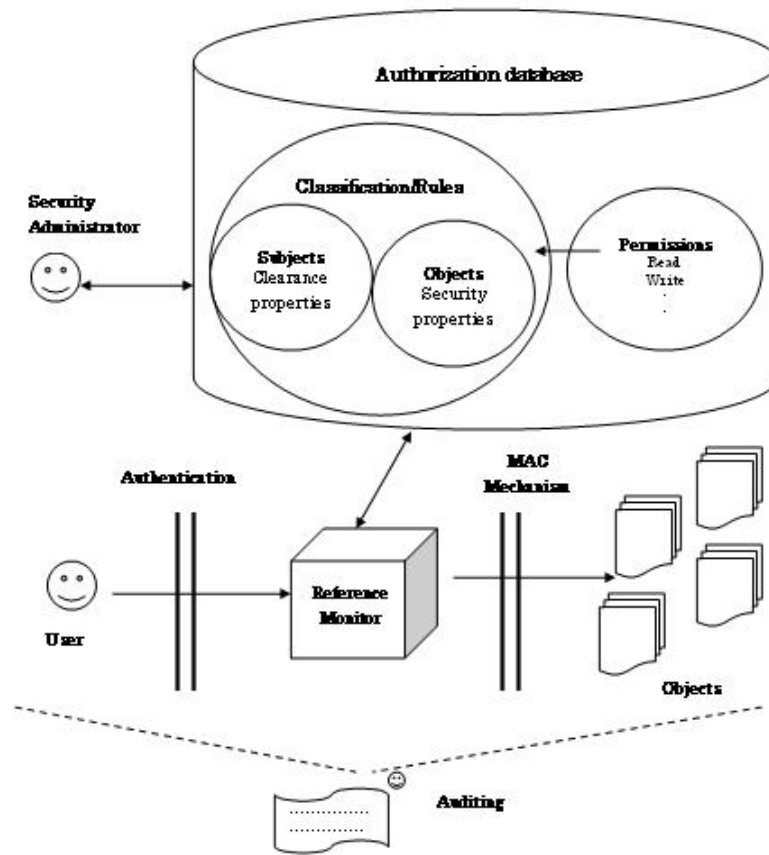 Authorization database
Classification/Rules
Security
Administrator
Subjects
Clearance
properties
Objects
Security
properties
Permissions
Read
Write
.
.
Authentication
MAC
Mechanism
Reference
Monitor
User
Objects
Auditing